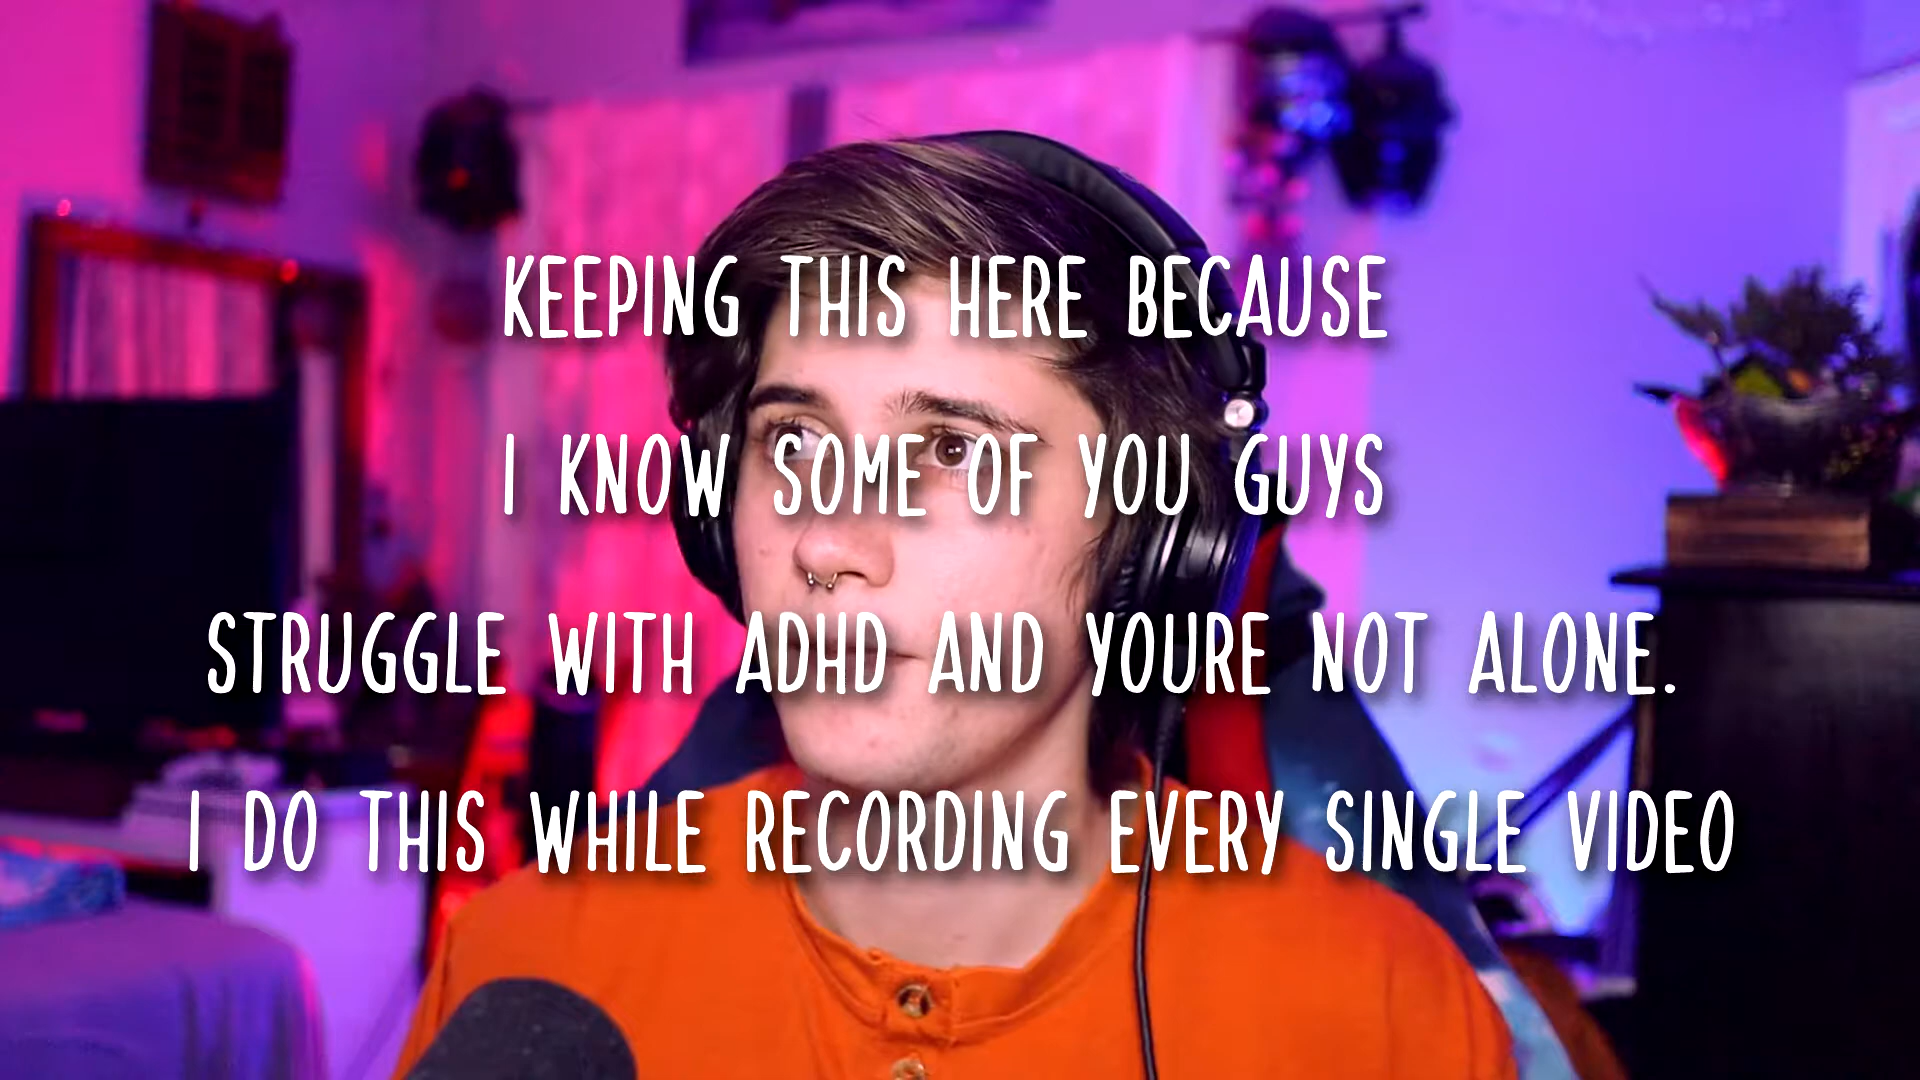 KEEPING THIS HERE BECAUSE
I KNOW SOME OF YOU GUYS
STRUGGLE WITH ADHD AND YOURE NOT ALONE.
I DO THIS WHILE RECORDING EVERY SINGLE VIDEO